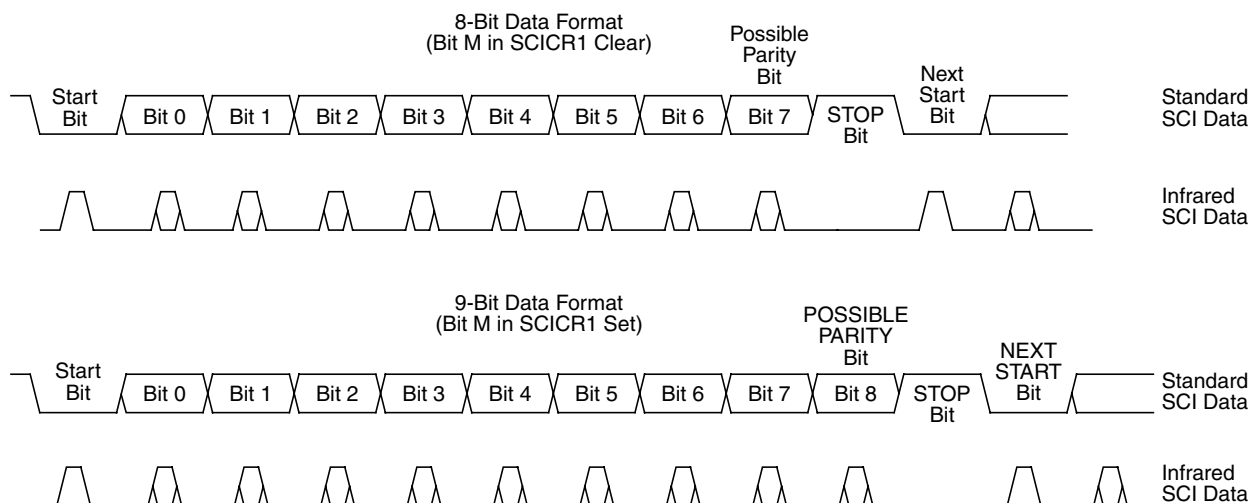 8-Bit Data Format
(Bit M in SCICR1 Clear)
Possible
Parity
Bit
Start
Bit
Bit 0
Bit 1
Bit 2
Bit 3
Bit 4
Bit 5
Bit 6
Bit 7
STOP
Bit
Next
Start
Bit
Standard
SCI Data
Infrared
SCI Data
9-Bit Data Format
(Bit M in SCICR1 Set)
POSSIBLE
PARITY
Bit
Start
Bit
Bit 0
Bit 1
Bit 2
Bit 3
Bit 4
Bit 5
Bit 6
Bit 7
Bit 8
STOP
Bit
NEXT
START
Bit
Standard
SCI Data
Infrared
SCI Data